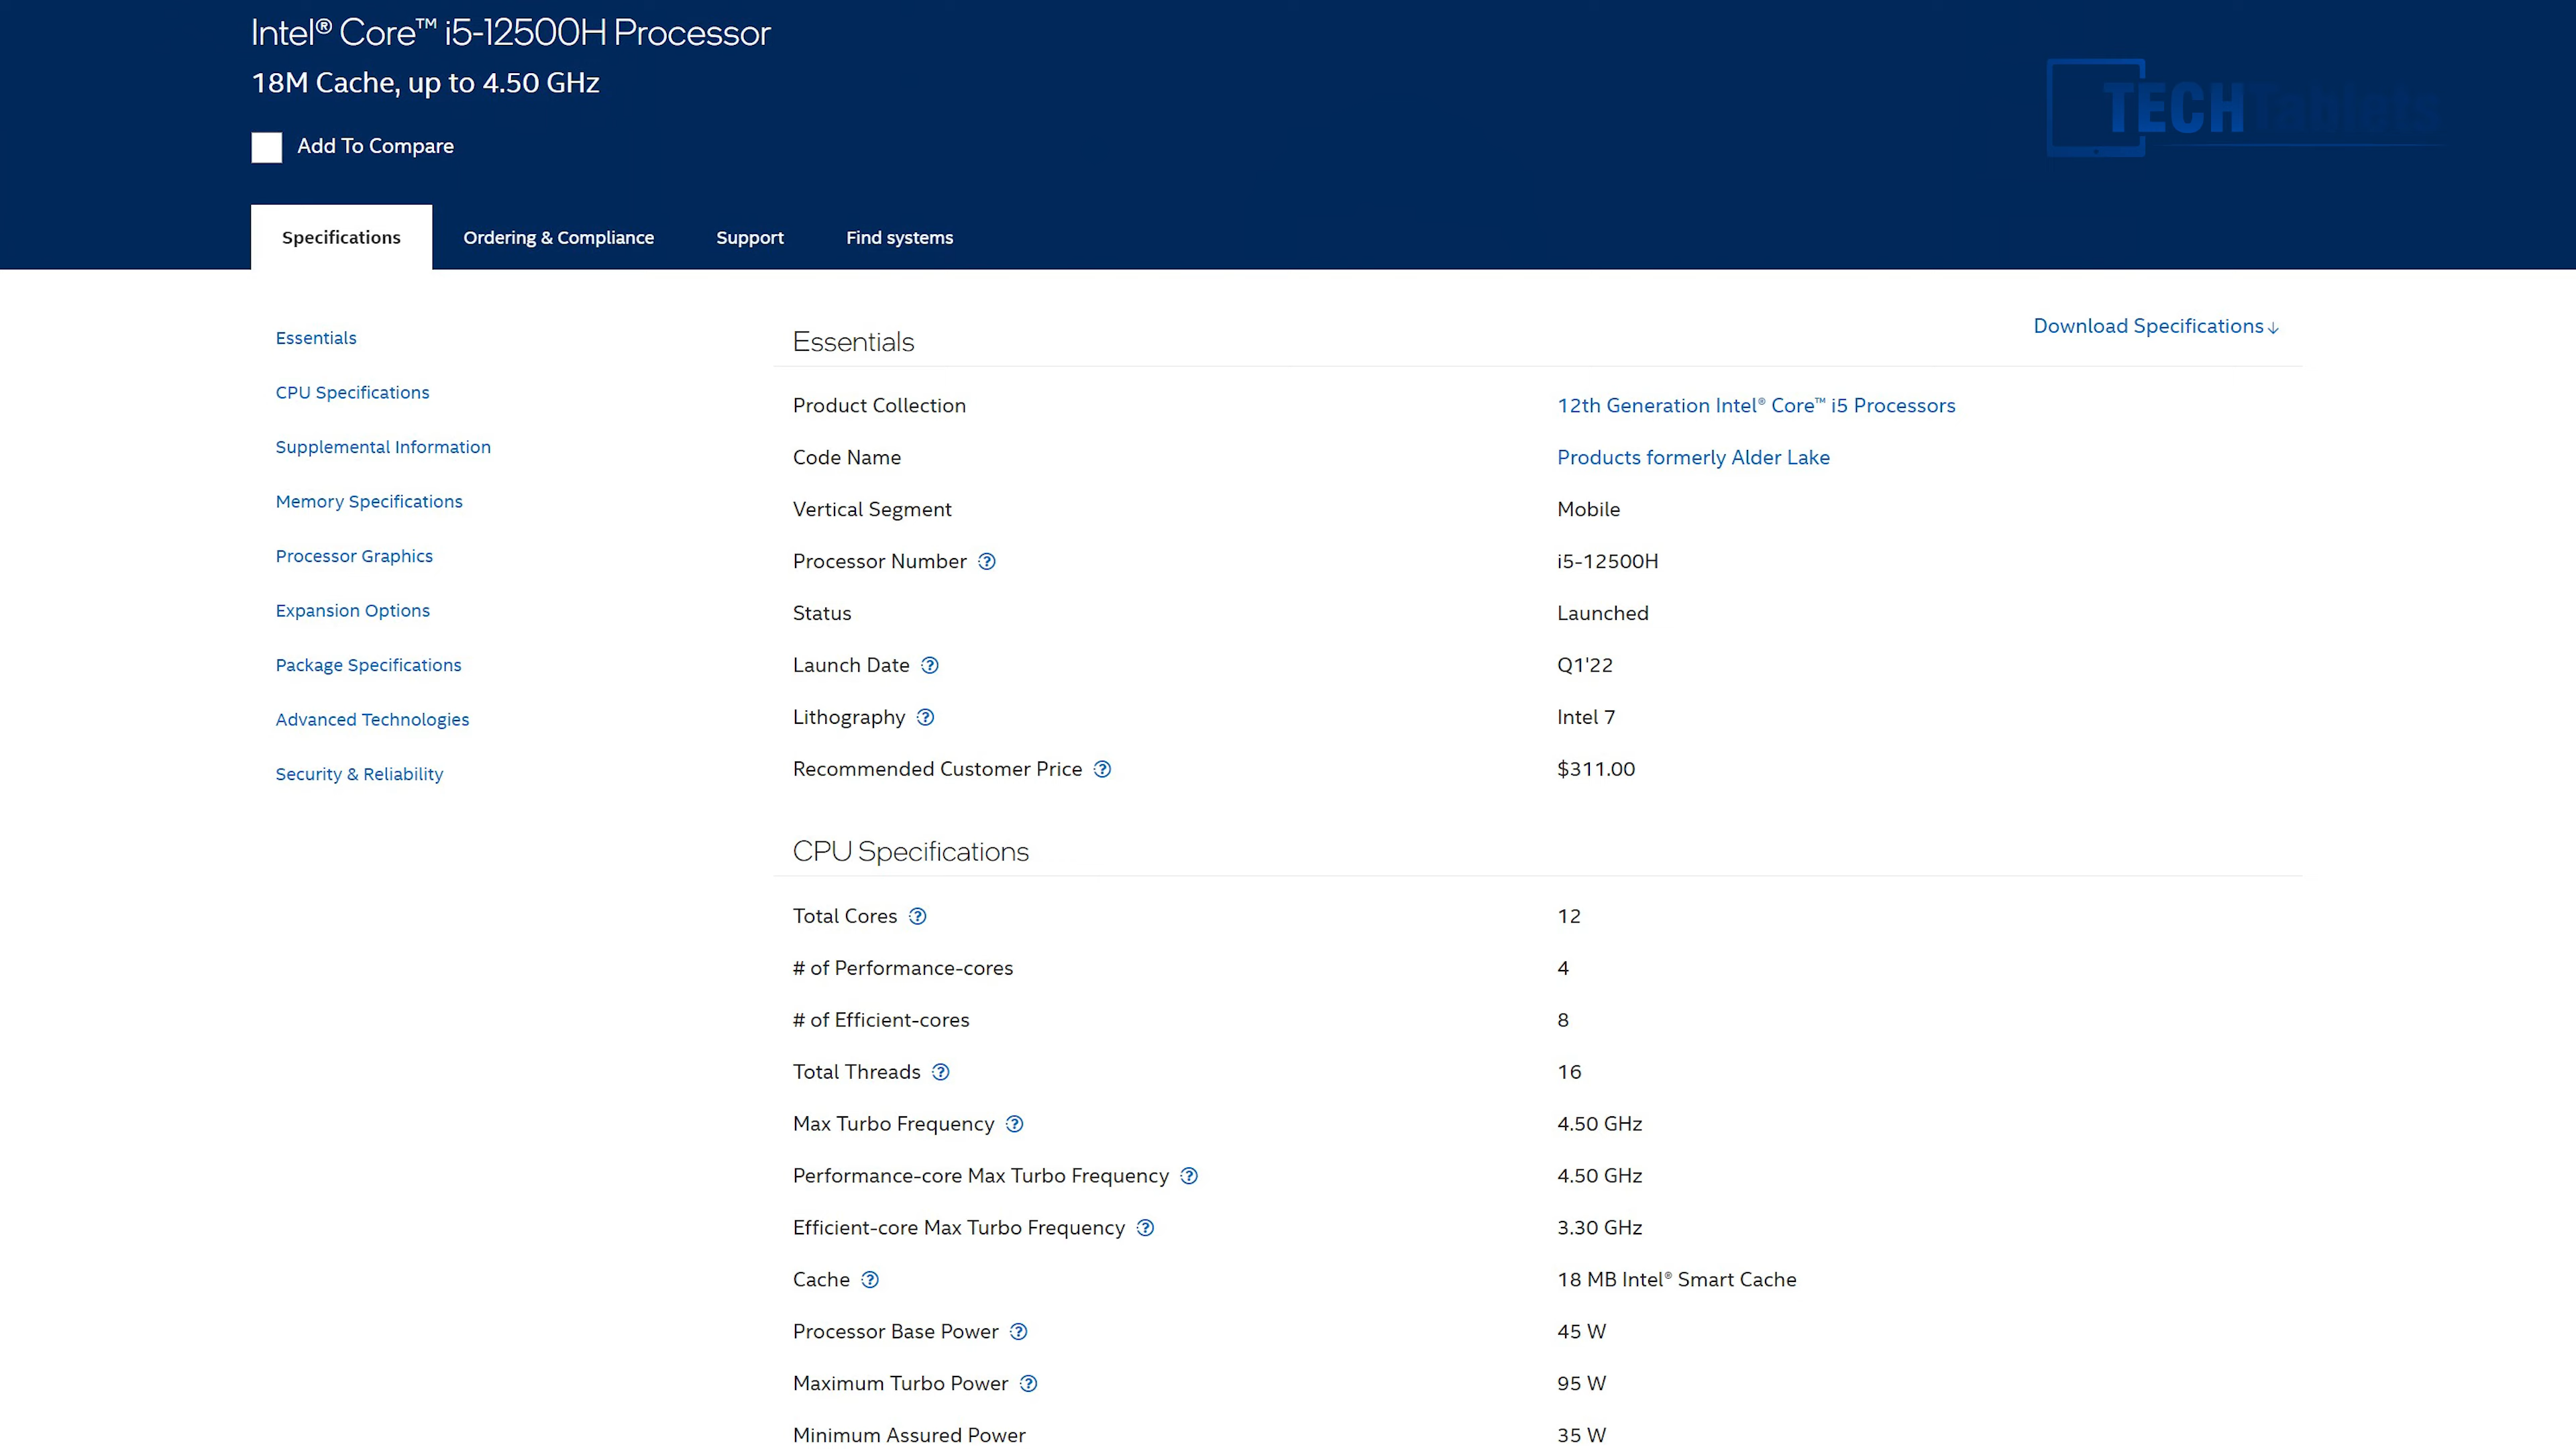 Intel® Core™ i5-12500H Processor
18M Cache, up to 4.50 GHz
TECHTablets
Add To Compare
Specifications Ordering & Compliance Support Find systems
Essentials
CPU Specifications
Supplemental Information
Memory Specifications
Processor Graphics
Expansion Options
Package Specifications
Advanced Technologies
Security & Reliability
Essentials Download Specifications↓
Product Collection 12th Generation Intel® Core™ i5 Processors
Code Name Products formerly Alder Lake
Vertical Segment Mobile
Processor Number ? i5-12500H
Status Launched
Launch Date ? Q1'22
Lithography ? Intel 7
Recommended Customer Price ? $311.00
CPU Specifications
Total Cores ? 12
# of Performance-cores 4
# of Efficient-cores 8
Total Threads ? 16
Max Turbo Frequency ? 4.50 GHz
Performance-core Max Turbo Frequency ? 4.50 GHz
Efficient-core Max Turbo Frequency ? 3.30 GHz
Cache ? 18 MB Intel® Smart Cache
Processor Base Power ? 45 W
Maximum Turbo Power ? 95 W
Minimum Assured Power 35 W